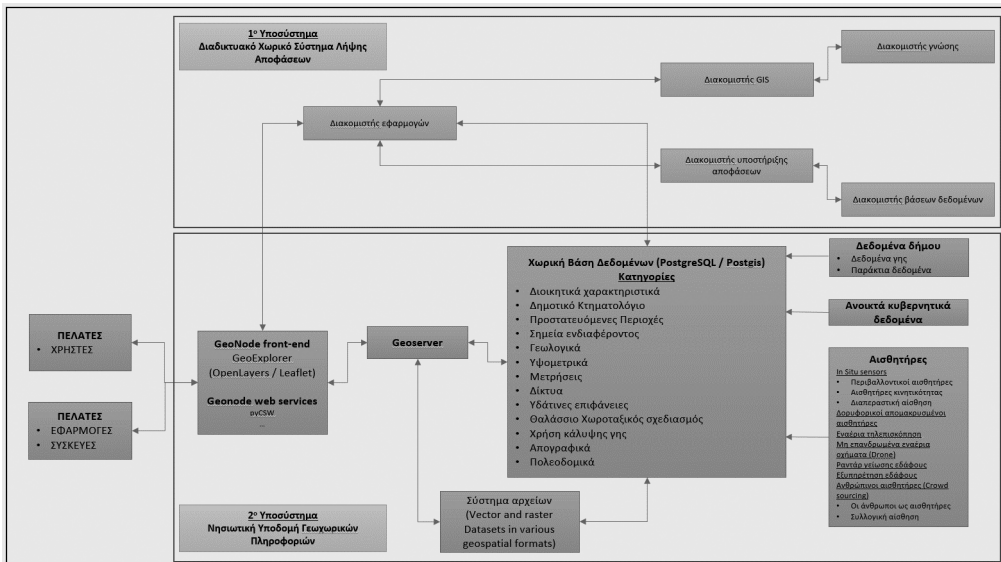 1º Υποσύστημα
Διαδικτυακό Χωρικό Σύστημα Λήψης
Αποφάσεων
Διακομιστής γνώσης
Διακομιστής GIS
Διακομιστής εφαρμογών
Διακομιστής υποστήριξης
αποφάσεων
Διακομιστής βάσεων δεδομένων
ΠΕΛΑΤΕΣ
• ΧΡΗΣΤΕΣ
ΠΕΛΑΤΕΣ
• ΕΦΑΡΜΟΓΕΣ
• ΣΥΣΚΕΥΕΣ
GeoNode front-end
GeoExplorer
(OpenLayers / Leaflet)
Geonode web services
pyCSW
...
Geoserver
Χωρική Βάση Δεδομένων (PostgreSQL / Postgis)
Κατηγορίες
• Διοικητικά χαρακτηριστικά
• Δημοτικό Κτηματολόγιο
• Προστατευόμενες Περιοχές
• Σημεία ενδιαφέροντος
• Γεωλογικά
• Υψομετρικά
• Μετρήσεις
• Δίκτυα
• Υδάτινες επιφάνειες
• Θαλάσσιο Χωροταξικός σχεδιασμός
• Χρήση κάλυψης γης
• Απογραφικά
• Πολεοδομικά
Δεδομένα δήμου
• Δεδομένα γης
• Παράκτια δεδομένα
Ανοικτά κυβερνητικά
δεδομένα
Αισθητήρες
In Situ sensors
• Περιβαλλοντικοί αισθητήρες
• Αισθητήρες κινητικότητας
• Διαπεραστική αίσθηση
Δορυφορικοί απομακρυσμένοι
αισθητήρες
Εναέρια τηλεπισκόπηση
Μη επανδρωμένα εναέρια
οχήματα (Drone)
Ραντάρ γείωσης εδάφους
Εξυπηρέτηση εδάφους
Ανθρώπινοι αισθητήρες (Crowd
sourcing)
• Οι άνθρωποι ως αισθητήρες
• Συλλογική αίσθηση
2º Υποσύστημα
Νησιωτική Υποδομή Γεωχωρικών
Πληροφοριών
Σύστημα αρχείων
(Vector and raster
Datasets in various
geospatial formats)